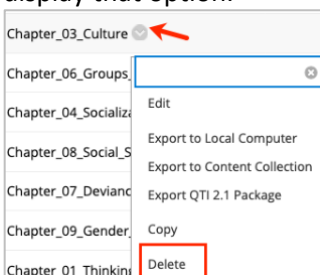 display that option.
Chapter_03_Culture
Chapter_06_Groups_
Chapter_04_Socializa
Chapter_08_Social_S
Chapter_07_Devianc
Chapter_09_Gender_
Chapter_01_Thinking
Edit
Export to Local Computer
Export to Content Collection
Export QTI 2.1 Package
Copy
Delete